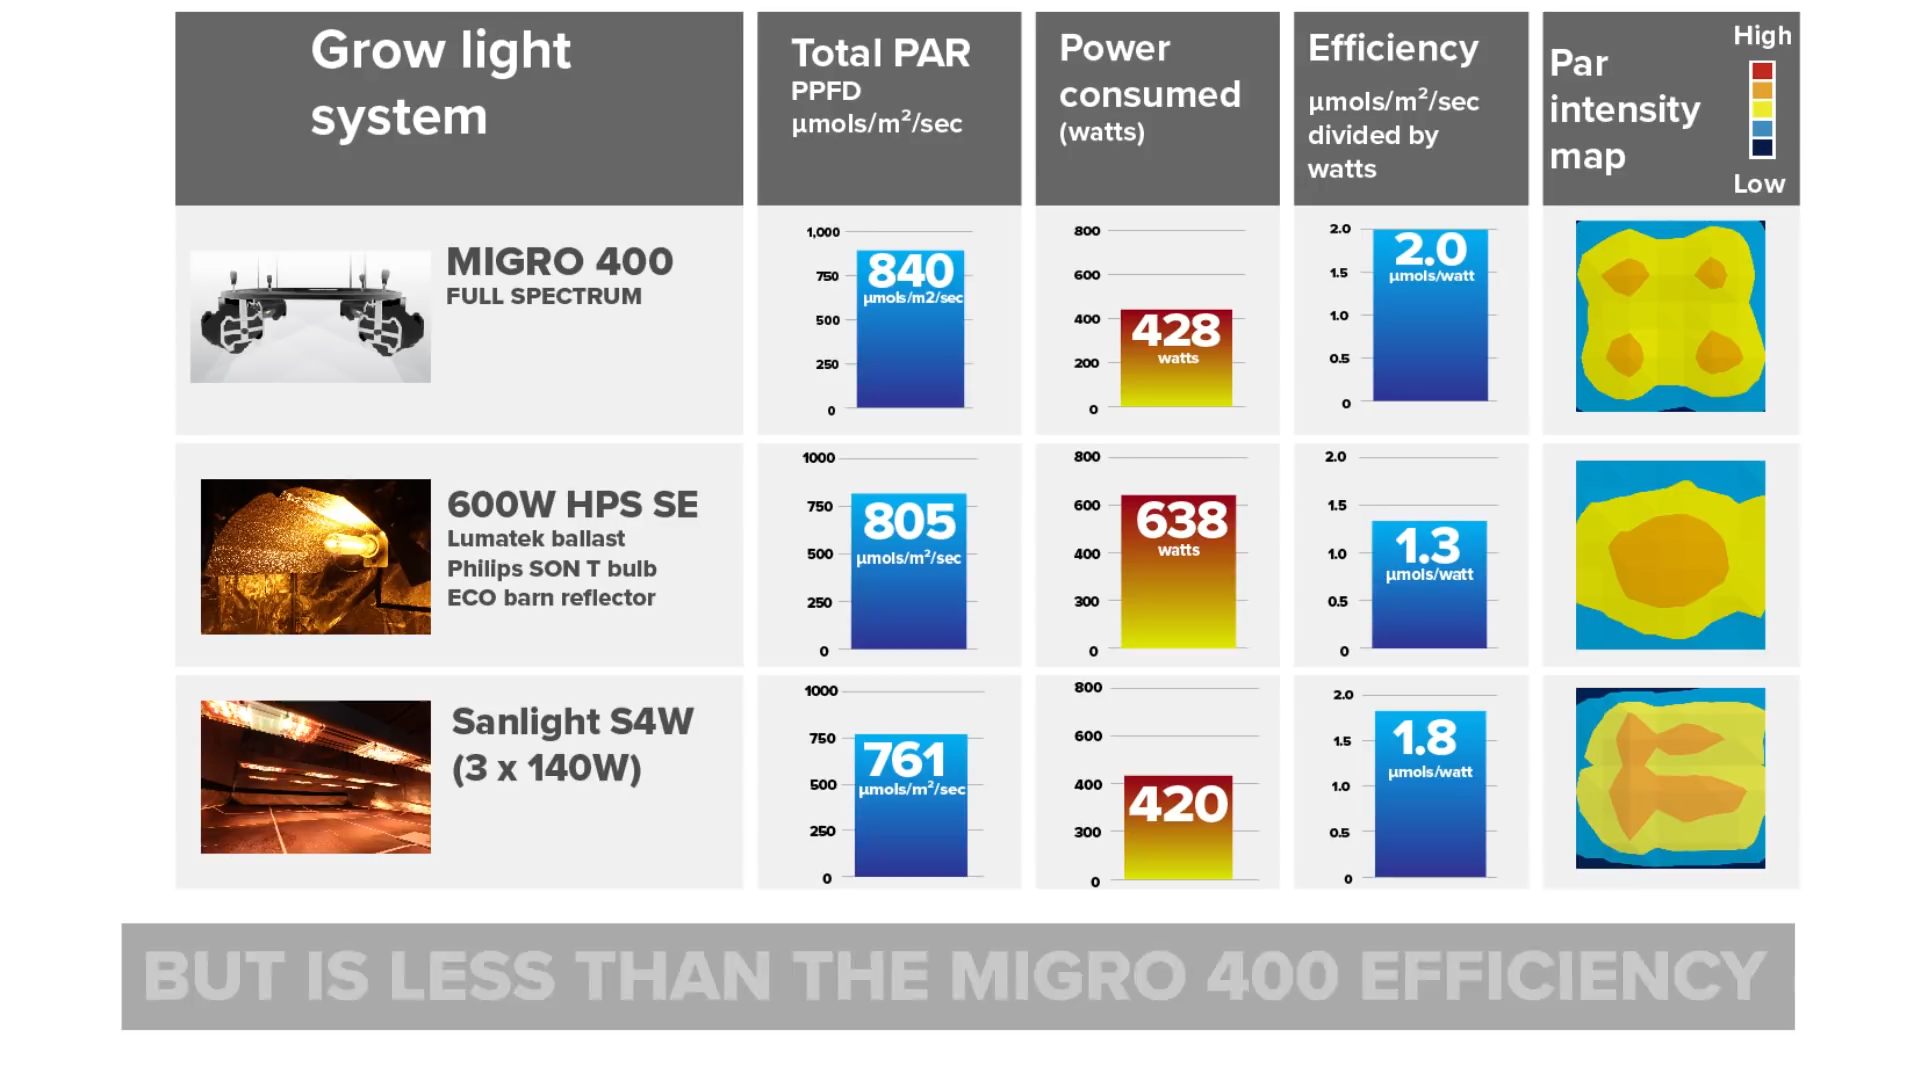 Grow light
system
Total PAR
PPFD
µmols/m²/sec
Power
consumed
(watts)
Efficiency
µmols/m²/sec
divided by
watts
Par
intensity
map
High
Low
MIGRO 400
FULL SPECTRUM
1,000
750
500
250
0
840
µmols/m2/sec
800
600
400
200
0
428
watts
2.0
1.5
1.0
0.5
0
2.0
µmols/watt
600W HPS SE
Lumatek ballast
Philips SON T bulb
ECO barn reflector
1000
750
500
250
0
805
µmols/m²/sec
800
600
400
300
0
638
watts
2.0
1.5
1.0
0.5
0
1.3
µmols/watt
Sanlight S4W
(3 x 140W)
1000
750
500
250
0
761
µmols/m²/sec
800
600
400
300
0
420
2.0
1.5
1.0
0.5
0
1.8
µmols/watt
BUT IS LESS THAN THE MIGRO 400 EFFICIENCY